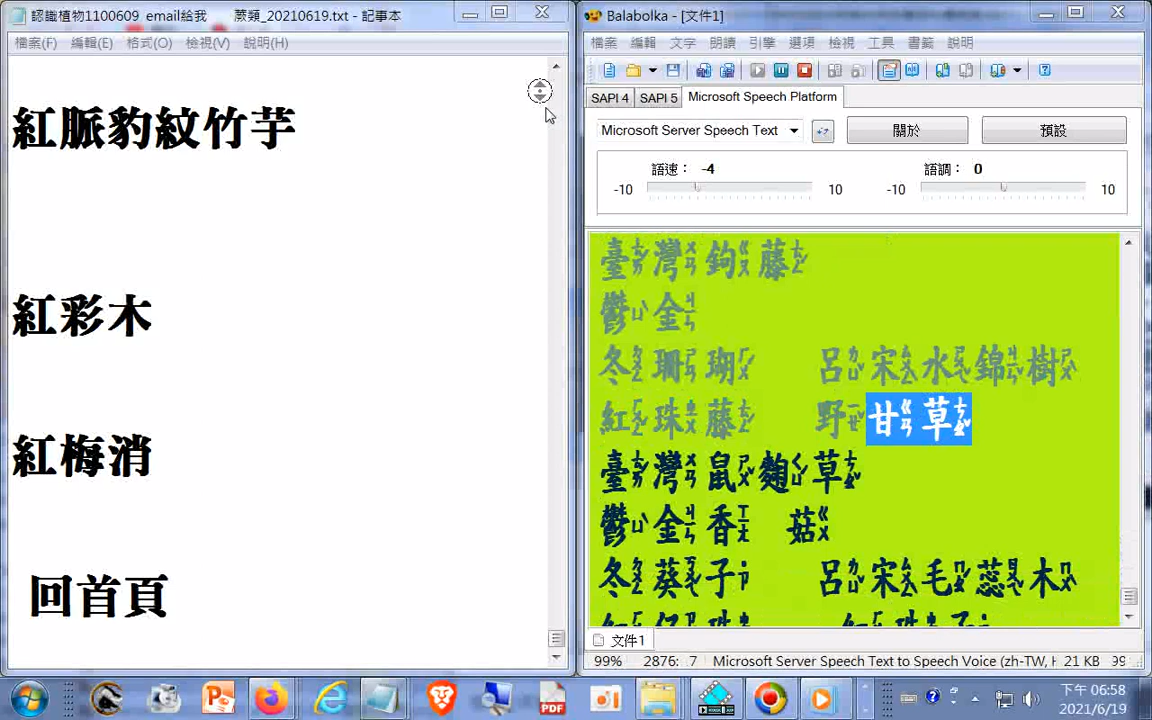 認識植物1100609 email給我 蕨類_20210619.txt - 記事本
檔案(F) 編輯(E) 格式(O) 檢視(V) 說明(H)
紅脈豹紋竹芋
紅彩木
紅梅消
回首頁
Balabolka - [文件1]
檔案 編輯 文字 朗讀 引擎 選項 檢視 工具 書籤 說明
SAPI 4 SAPI 5 Microsoft Speech Platform
Microsoft Server Speech Text 關於 預設
語速： -4 語調： 0
-10 10 -10 10
臺灣鉤藤
鬱金
冬珊瑚 呂宋水錦樹
紅珠藤 野甘草
臺灣鼠麴草
鬱金香 菇
冬葵子 呂宋毛蕊木
文件1
99% 2876: 7 Microsoft Server Speech Text to Speech Voice (zh-TW, H 21 KB 99
PDF
下午 06:58
2021/6/19